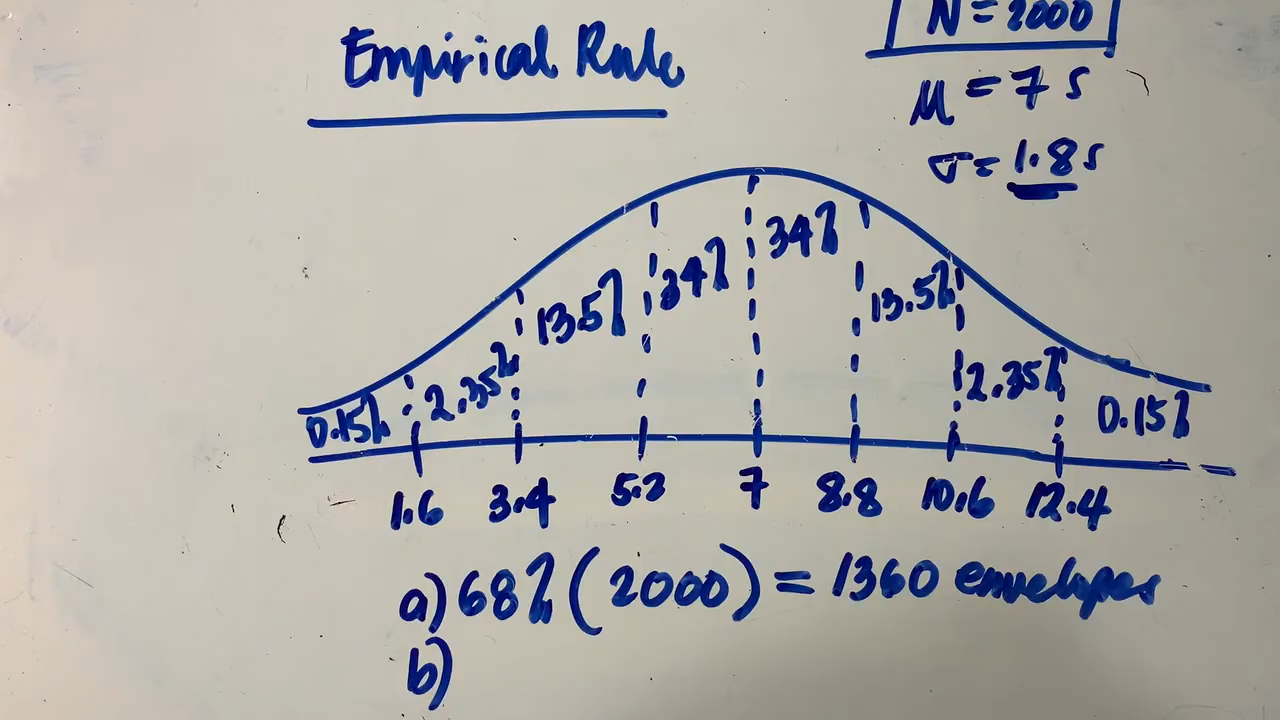 Empirical Rule
N = 2000
μ = 7 s
σ = 1.8 s
0.15% 2.35% 13.5% 34% 34% 13.5% 2.35% 0.15%
1.6 3.4 5.2 7 8.8 10.6 12.4
a) 68% (2000) = 1360 envelopes
b)